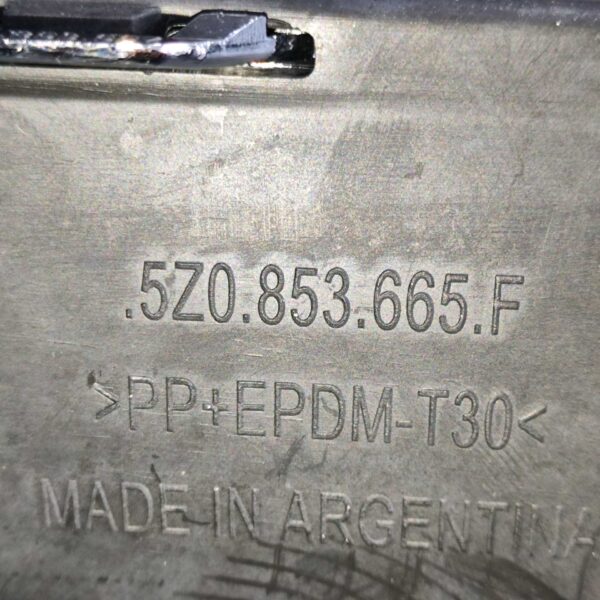 .5Z0.853.665.F
>PP+EPDM-T30<
MADE IN ARGENTINA